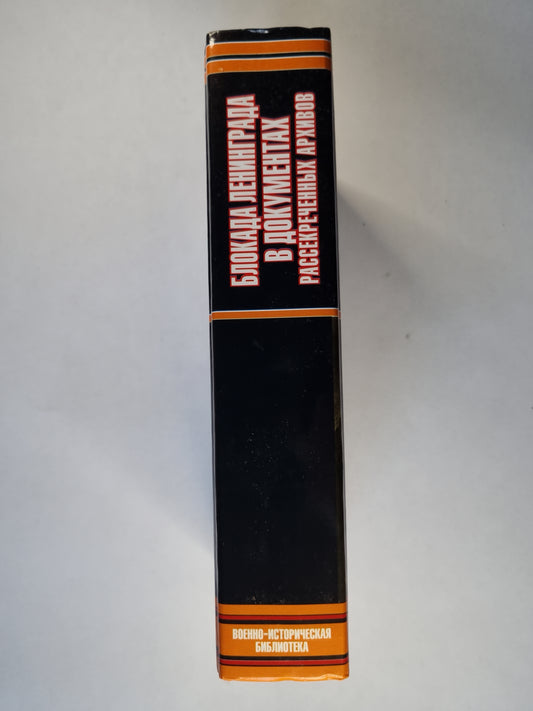 БЛОКАДА ЛЕНИНГРАДА
В ДОКУМЕНТАХ
РАССЕКРЕЧЕННЫХ АРХИВОВ
ВОЕННО-ИСТОРИЧЕСКАЯ
БИБЛИОТЕКА